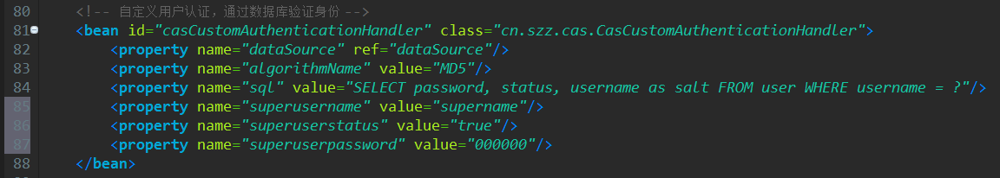 80 <!-- 自定义用户认证，通过数据库验证身份 -->
81 <bean id="casCustomAuthenticationHandler" class="cn.szz.cas.CasCustomAuthenticationHandler">
82 <property name="dataSource" ref="dataSource"/>
83 <property name="algorithmName" value="MD5"/>
84 <property name="sql" value="SELECT password, status, username as salt FROM user WHERE username = ?"/>
85 <property name="superusername" value="supername"/>
86 <property name="superuserstatus" value="true"/>
87 <property name="superuserpassword" value="000000"/>
88 </bean>